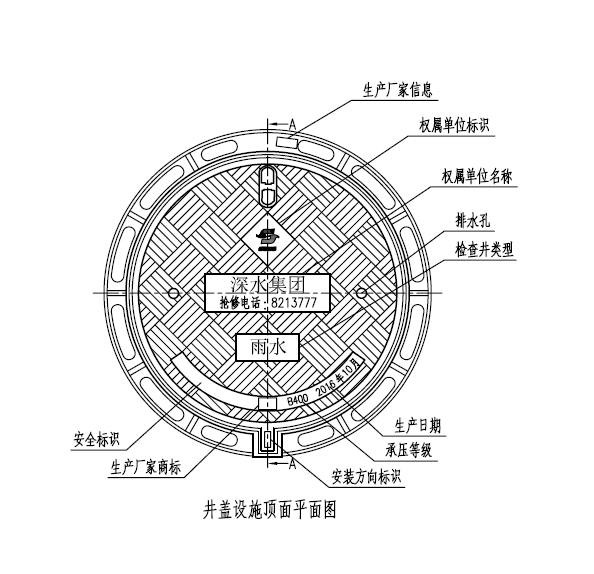 生产厂家信息
A
权属单位标识
权属单位名称
排水孔
检查井类型
深水集团
抢修电话：8213777
雨水
B400 2016年10月
生产日期
安全标识
承压等级
生产厂家商标
A
安装方向标识
井盖设施顶面平面图